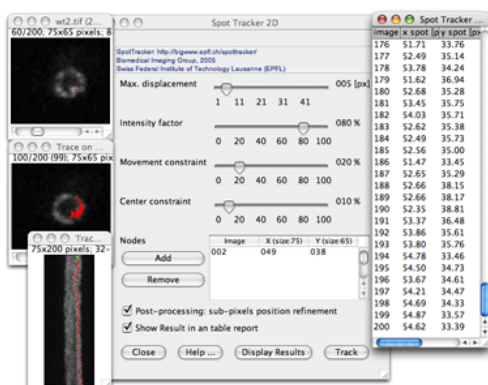 wt2.tif (2...
60/200; 75x65 pixels; 8
Trace on ...
100/200 (99); 75x65 pix
Trac...
75x200 pixels; 32-
Spot Tracker 2D
SpotTracker: http://bigwww.epfl.ch/spottracker/
Biomedical Imaging Group, 2005
Swiss Federal Institute of Technology Lausanne (EPFL)
Max. displacement 005 [px]
1 11 21 31 41
Intensity factor 080 %
0 20 40 60 80 100
Movement constraint 020 %
0 20 40 60 80 100
Center constraint 010 %
0 20 40 60 80 100
Nodes
Image X (size:75) Y (size:65)
002 049 038
Add
Remove
Post-processing: sub-pixels position refinement
Show Result in an table report
Close Help ... Display Results Track
Spot Tracker ...
image x spot [p y spot [px
176 51.71 33.76
177 52.49 35.14
178 53.78 34.24
179 51.62 36.94
180 52.68 35.28
181 53.45 35.75
182 54.03 35.71
183 52.62 35.38
184 52.49 35.73
185 52.56 35.00
186 51.47 33.45
187 52.65 35.29
188 52.66 38.15
189 52.66 38.17
190 52.35 38.81
191 53.37 36.48
192 53.86 35.61
193 53.80 35.76
194 54.78 33.46
195 54.50 34.73
196 53.67 34.61
197 54.21 34.47
198 54.69 34.33
199 54.87 33.57
200 54.62 33.39